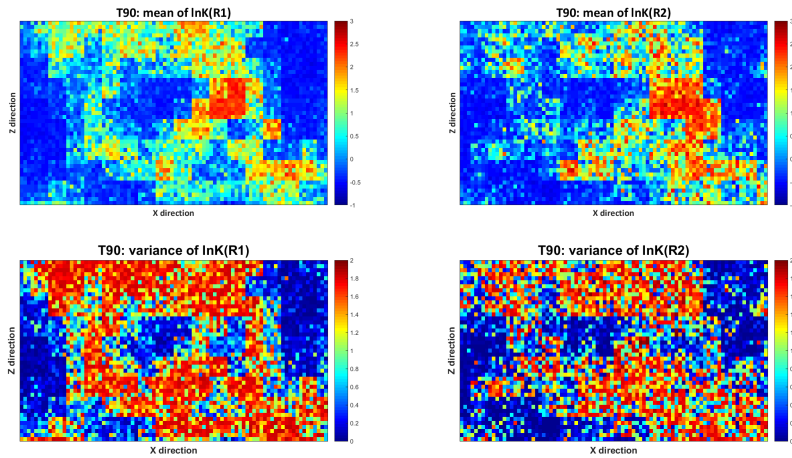 T90: mean of lnK(R1)
3
2.5
2
1.5
1
0.5
0
-0.5
-1
Z direction
X direction
T90: mean of lnK(R2)
Z direction
X direction
T90: variance of lnK(R1)
2
1.8
1.6
1.4
1.2
1
0.8
0.6
0.4
0.2
0
Z direction
X direction
T90: variance of lnK(R2)
Z direction
X direction